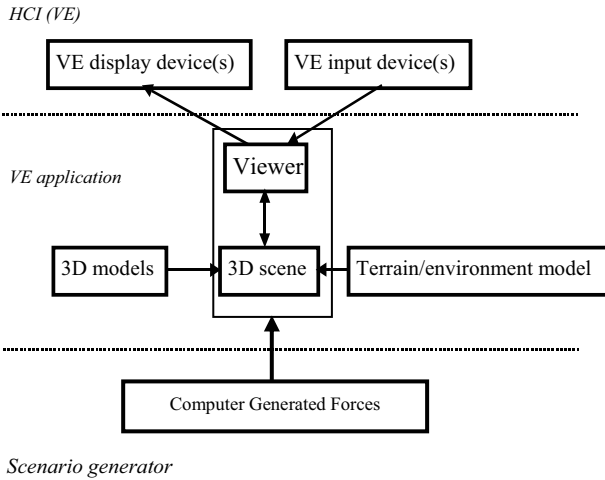 HCI (VE)
VE display device(s)
VE input device(s)
Viewer
VE application
3D models
3D scene
Terrain/environment model
Computer Generated Forces
Scenario generator